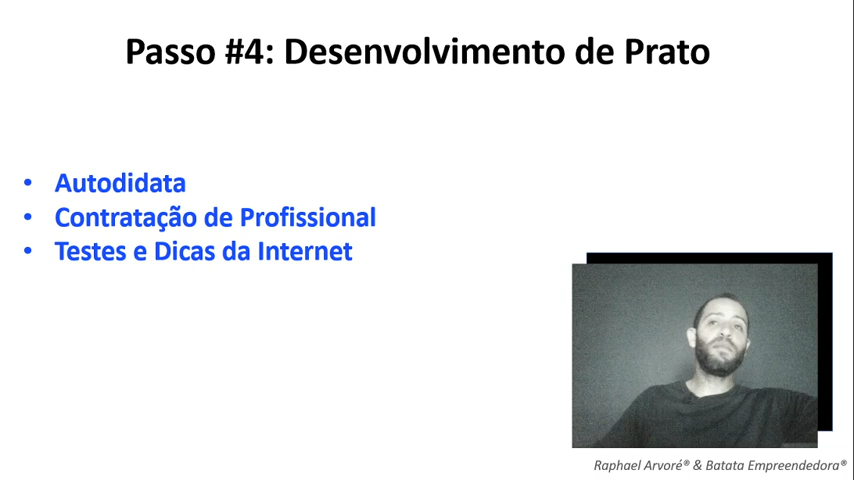 Passo #4: Desenvolvimento de Prato
• Autodidata
• Contratação de Profissional
• Testes e Dicas da Internet
Raphael Arvoré® & Batata Empreendedora®